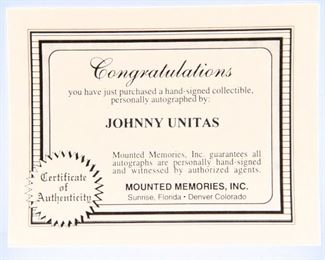 Congratulations
you have just purchased a hand-signed collectible,
personally autographed by:
JOHNNY UNITAS
Mounted Memories, Inc. guarantees all
autographs are personally hand-signed
and witnessed by authorized agents.
MOUNTED MEMORIES, INC.
Sunrise, Florida • Denver Colorado
Certificate
of
Authenticity